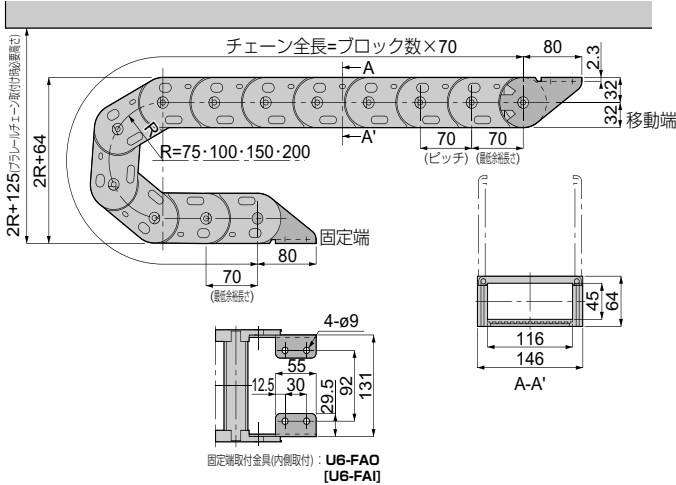 チェーン全長=ブロック数×70
80
2.3
A
32
32
移動端
2R+125(プラレールチェーン取付け時必要高さ)
2R+64
R
A'
R=75・100・150・200
70
(ピッチ)
70
(最低余裕長さ)
固定端
80
70
(最低余裕長さ)
45
64
116
146
A-A'
4-ø9
55
12.5
30
29.5
92
131
固定端取付金具(内側取付):U6-FAO
[U6-FAI]